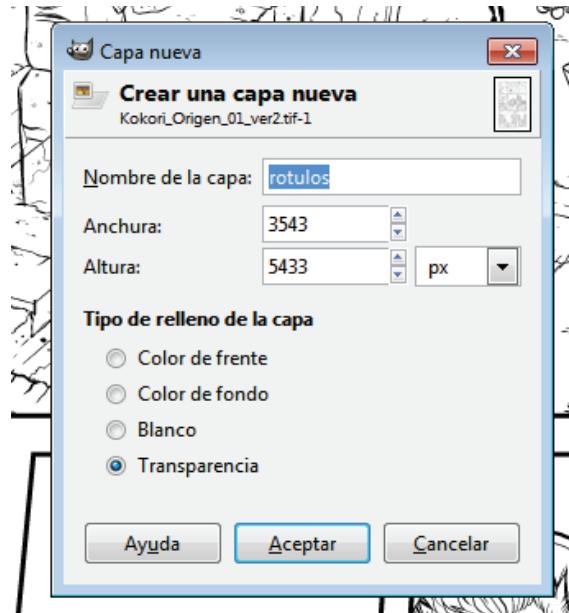 Capa nueva
Crear una capa nueva
Kokori_Origen_01_ver2.tif-1
Nombre de la capa: rotulos
Anchura: 3543
Altura: 5433 px
Tipo de relleno de la capa
Color de frente
Color de fondo
Blanco
Transparencia
Ayuda Aceptar Cancelar